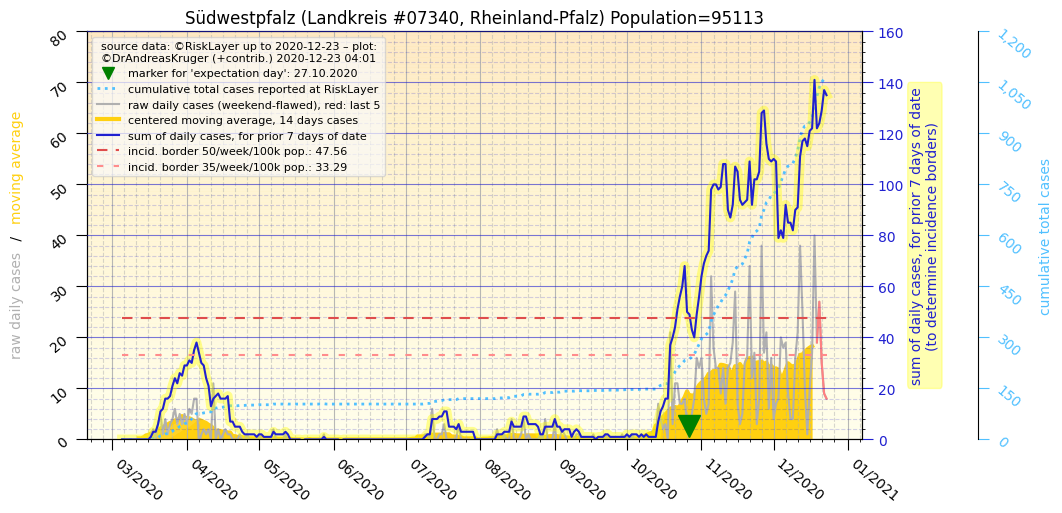 Südwestpfalz (Landkreis #07340, Rheinland-Pfalz) Population=95113
source data: ©RiskLayer up to 2020-12-23 – plot:
©DrAndreasKruger (+contrib.) 2020-12-23 04:01
marker for 'expectation day': 27.10.2020
cumulative total cases reported at RiskLayer
raw daily cases (weekend-flawed), red: last 5
centered moving average, 14 days cases
sum of daily cases, for prior 7 days of date
incid. border 50/week/100k pop.: 47.56
incid. border 35/week/100k pop.: 33.29
raw daily cases / moving average
80
70
60
50
40
30
20
10
0
03/2020
04/2020
05/2020
06/2020
07/2020
08/2020
09/2020
10/2020
11/2020
12/2020
01/2021
160
140
120
100
80
60
40
20
0
sum of daily cases, for prior 7 days of date
(to determine incidence borders)
1,200
1,050
900
750
600
450
300
150
0
cumulative total cases